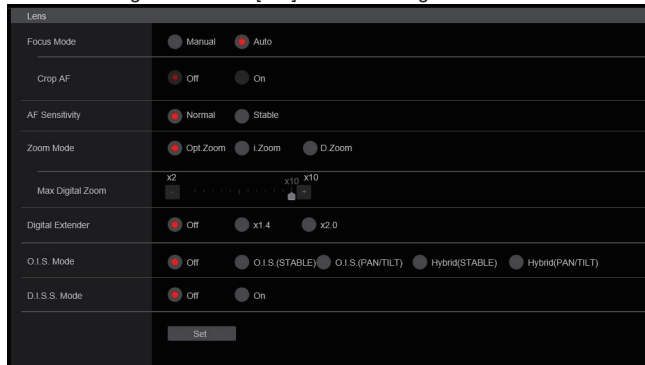 Lens
Focus Mode Manual Auto
Crop AF Off On
AF Sensitivity Normal Stable
Zoom Mode Opt.Zoom i.Zoom D.Zoom
x2 x10 x10
Max Digital Zoom - +
Digital Extender Off x1.4 x2.0
O.I.S. Mode Off O.I.S.(STABLE) O.I.S.(PAN/TILT) Hybrid(STABLE) Hybrid(PAN/TILT)
D.I.S.S. Mode Off On
Set